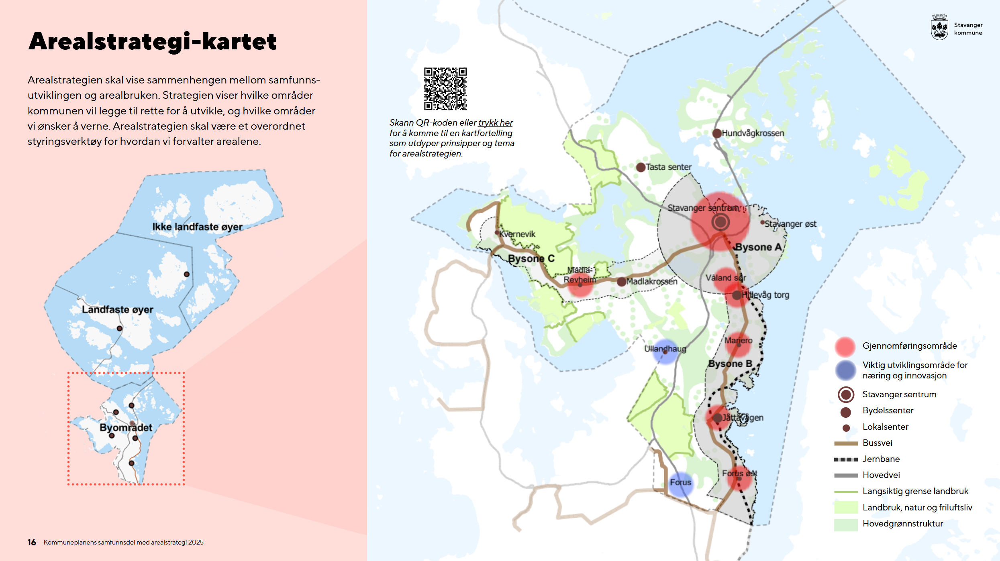 Arealstrategi-kartet
Arealstrategien skal vise sammenhengen mellom samfunns-
utviklingen og arealbruken. Strategien viser hvilke områder
kommunen vil legge til rette for å utvikle, og hvilke områder
vi ønsker å verne. Arealstrategien skal være et overordnet
styringsverktøy for hvordan vi forvalter arealene.
Ikke landfaste øyer
Landfaste øyer
Byområdet
16 Kommuneplanens samfunnsdel med arealstrategi 2025
Stavanger
kommune
Skann QR-koden eller trykk her
for å komme til en kartfortelling
som utdyper prinsipper og tema
for arealstrategien.
Hundvågkrossen
Tasta senter
Stavanger sentrum
Stavanger øst
Kvernevik
Bysone A
Bysone C
Madla-
Revheim
Madlakrossen
Våland sør
Hillevåg torg
Mariero
Ullandhaug
Bysone B
Jåttåvågen
Forus øst
Forus
Gjennomføringsområde
Viktig utviklingsområde for
næring og innovasjon
Stavanger sentrum
Bydelssenter
Lokalsenter
Bussvei
Jernbane
Hovedvei
Langsiktig grense landbruk
Landbruk, natur og friluftsliv
Hovedgrønnstruktur